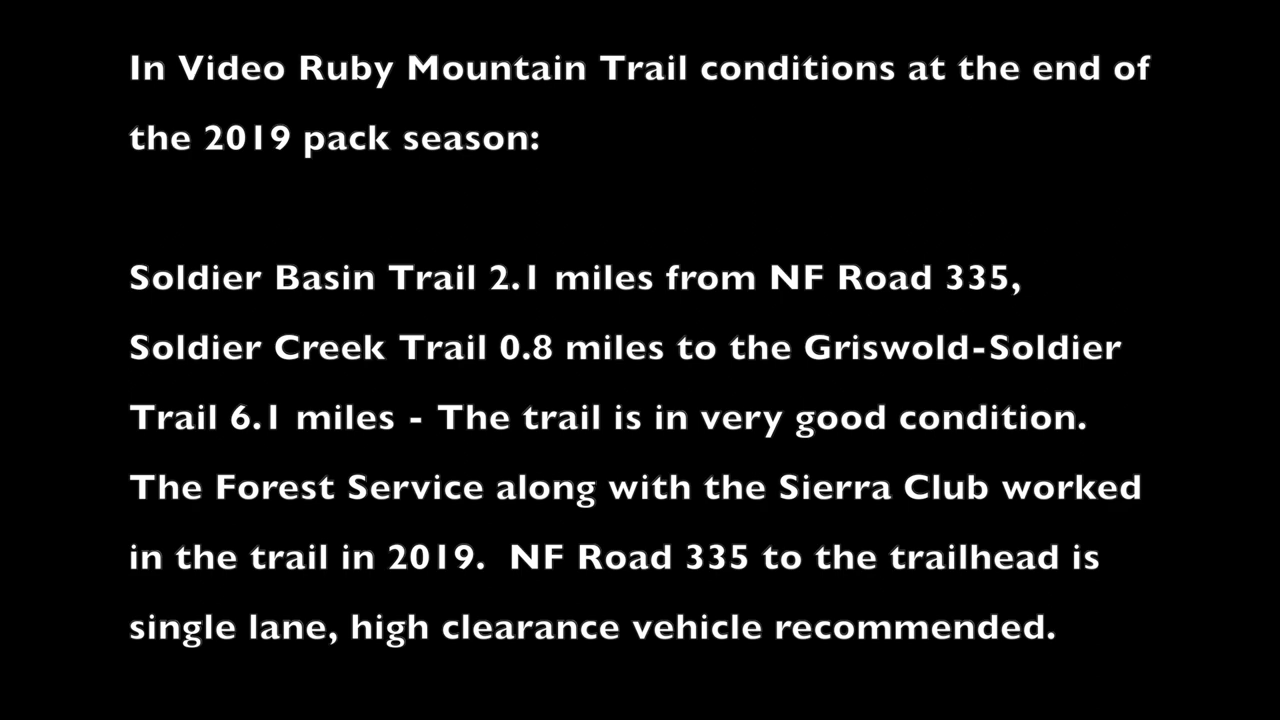 In Video Ruby Mountain Trail conditions at the end of
the 2019 pack season:
Soldier Basin Trail 2.1 miles from NF Road 335,
Soldier Creek Trail 0.8 miles to the Griswold-Soldier
Trail 6.1 miles - The trail is in very good condition.
The Forest Service along with the Sierra Club worked
in the trail in 2019.  NF Road 335 to the trailhead is
single lane, high clearance vehicle recommended.